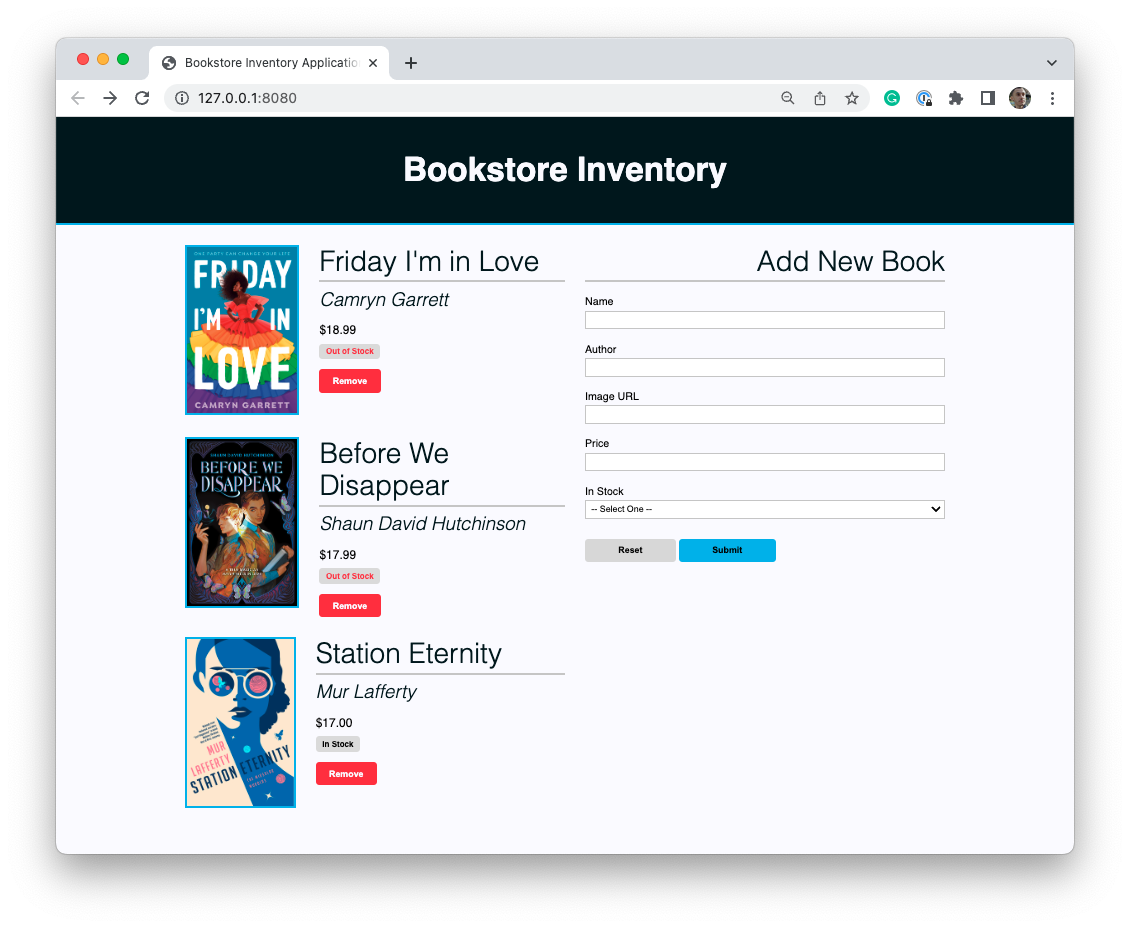 Bookstore Inventory Applicatio
127.0.0.1:8080
Bookstore Inventory
ONE PARTY CAN CHANGE YOUR LIFE
FRIDAY
I'M IN
LOVE
CAMRYN GARRETT
Friday I'm in Love
Camryn Garrett
$18.99
Out of Stock
Remove
SHAUN DAVID HUTCHINSON
BEFORE WE
DISAPPEAR
Before We
Disappear
Shaun David Hutchinson
$17.99
Out of Stock
Remove
MUR
LAFFERTY
STATION ETERNITY
Station Eternity
Mur Lafferty
$17.00
In Stock
Remove
Add New Book
Name
Author
Image URL
Price
In Stock
-- Select One --
Reset
Submit